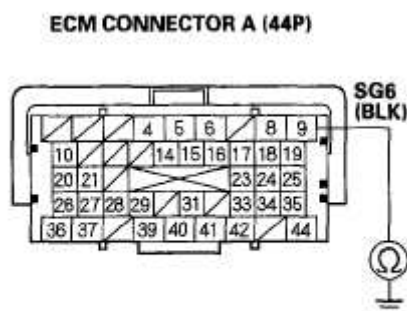 ECM CONNECTOR A (44P)
SG6
(BLK)
4 5 6 8 9
10 14 15 16 17 18 19
20 21 23 24 25
26 27 28 29 31 33 34 35
36 37 39 40 41 42 44
Ω